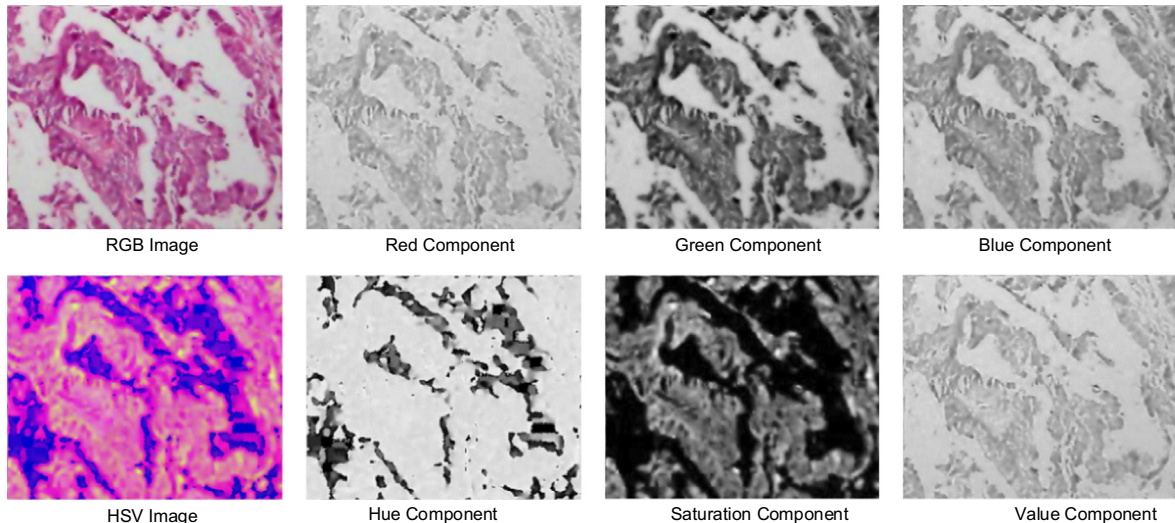 RGB Image
Red Component
Green Component
Blue Component
HSV Image
Hue Component
Saturation Component
Value Component